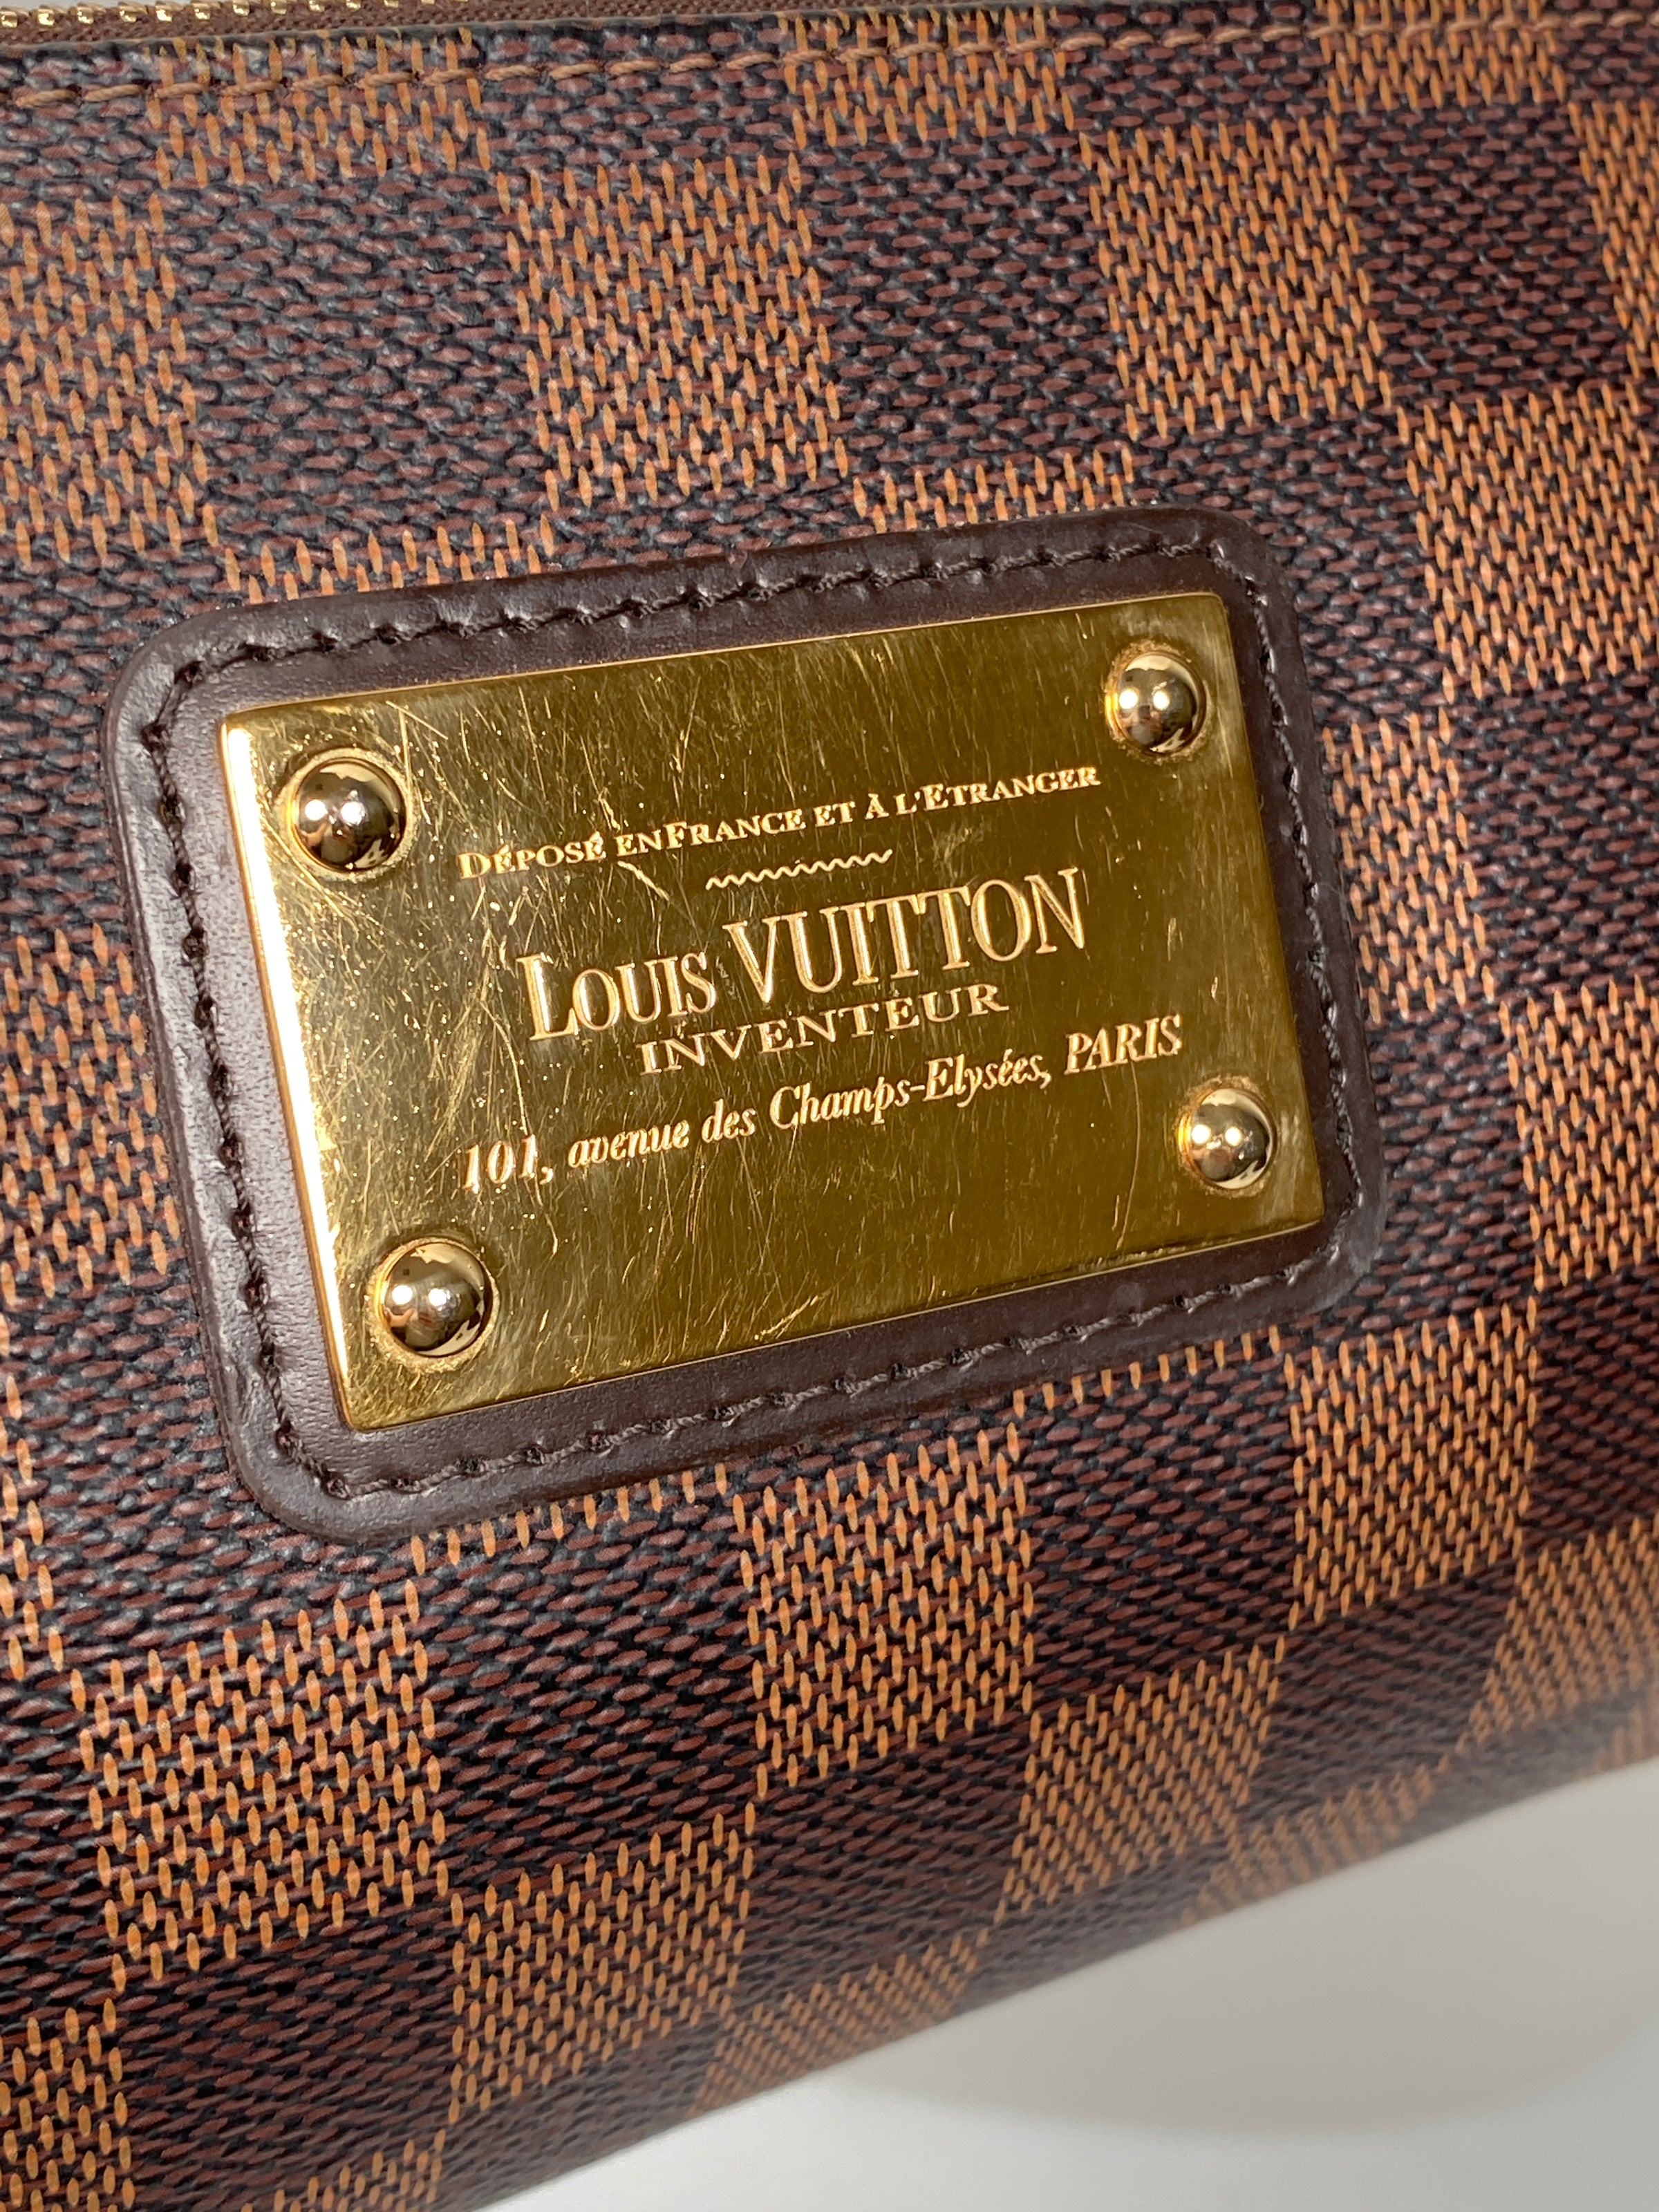 DÉPOSÉ EN FRANCE ET À L'ETRANGER
LOUIS VUITTON
INVENTEUR
101, avenue des Champs-Elysées, PARIS